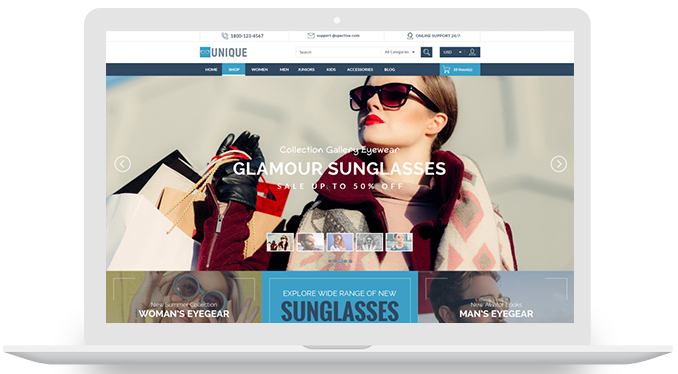 1800-123-4567
support@spective.com
ONLINE SUPPORT 24/7
UNIQUE
Search
All Categories
USD
HOME SHOP WOMEN MEN JUNIORS KIDS ACCESSORIES BLOG
Collection Gallery Eyewear
GLAMOUR SUNGLASSES
SALE UP TO 50% OFF
New Summer Collection
WOMAN'S EYEGEAR
EXPLORE WIDE RANGE OF NEW
SUNGLASSES
New Aviator Looks
MAN'S EYEGEAR